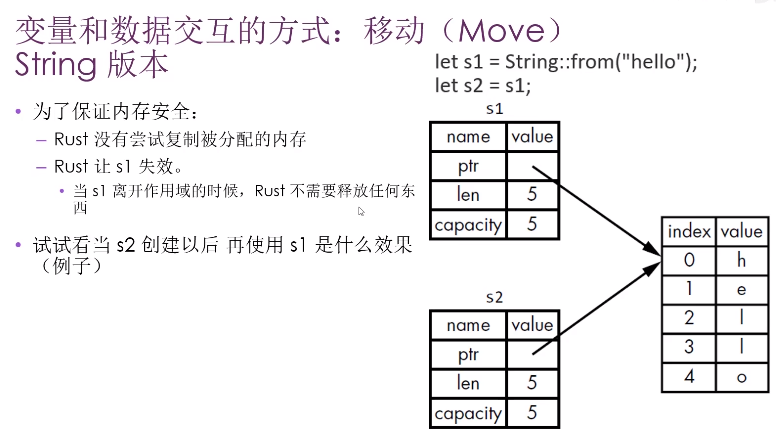 变量和数据交互的方式：移动（Move）
String 版本
let s1 = String::from("hello");
let s2 = s1;
• 为了保证内存安全：
– Rust 没有尝试复制被分配的内存
– Rust 让 s1 失效。
• 当 s1 离开作用域的时候，Rust 不需要释放任何东
西
• 试试看当 s2 创建以后 再使用 s1 是什么效果
（例子）
s1
name value
ptr
len 5
capacity 5
s2
name value
ptr
len 5
capacity 5
index value
0 h
1 e
2 l
3 l
4 o